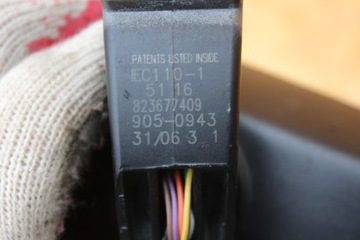 PATENTS LISTED INSIDE
IEC110-1
51 16
823677409
905-0943
31/06 3 1